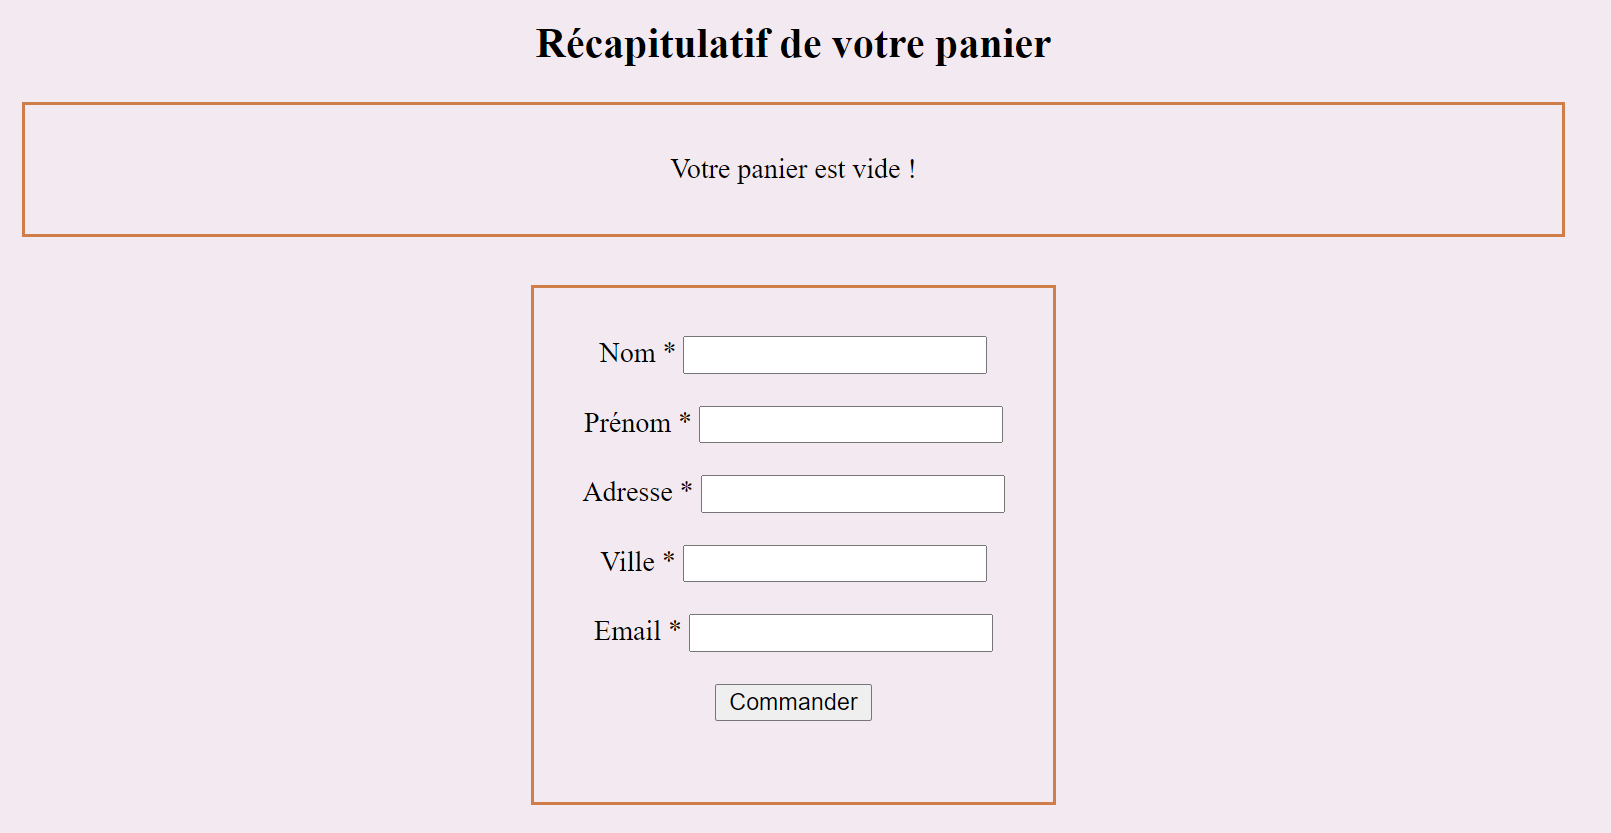 Récapitulatif de votre panier
Votre panier est vide !
Nom *
Prénom *
Adresse *
Ville *
Email *
Commander